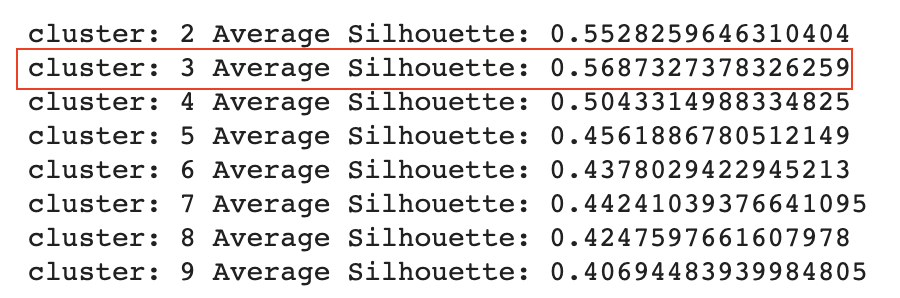 cluster: 2 Average Silhouette: 0.5528259646310404
cluster: 3 Average Silhouette: 0.5687327378326259
cluster: 4 Average Silhouette: 0.5043314988334825
cluster: 5 Average Silhouette: 0.4561886780512149
cluster: 6 Average Silhouette: 0.4378029422945213
cluster: 7 Average Silhouette: 0.44241039376641095
cluster: 8 Average Silhouette: 0.4247597661607978
cluster: 9 Average Silhouette: 0.40694483939984805